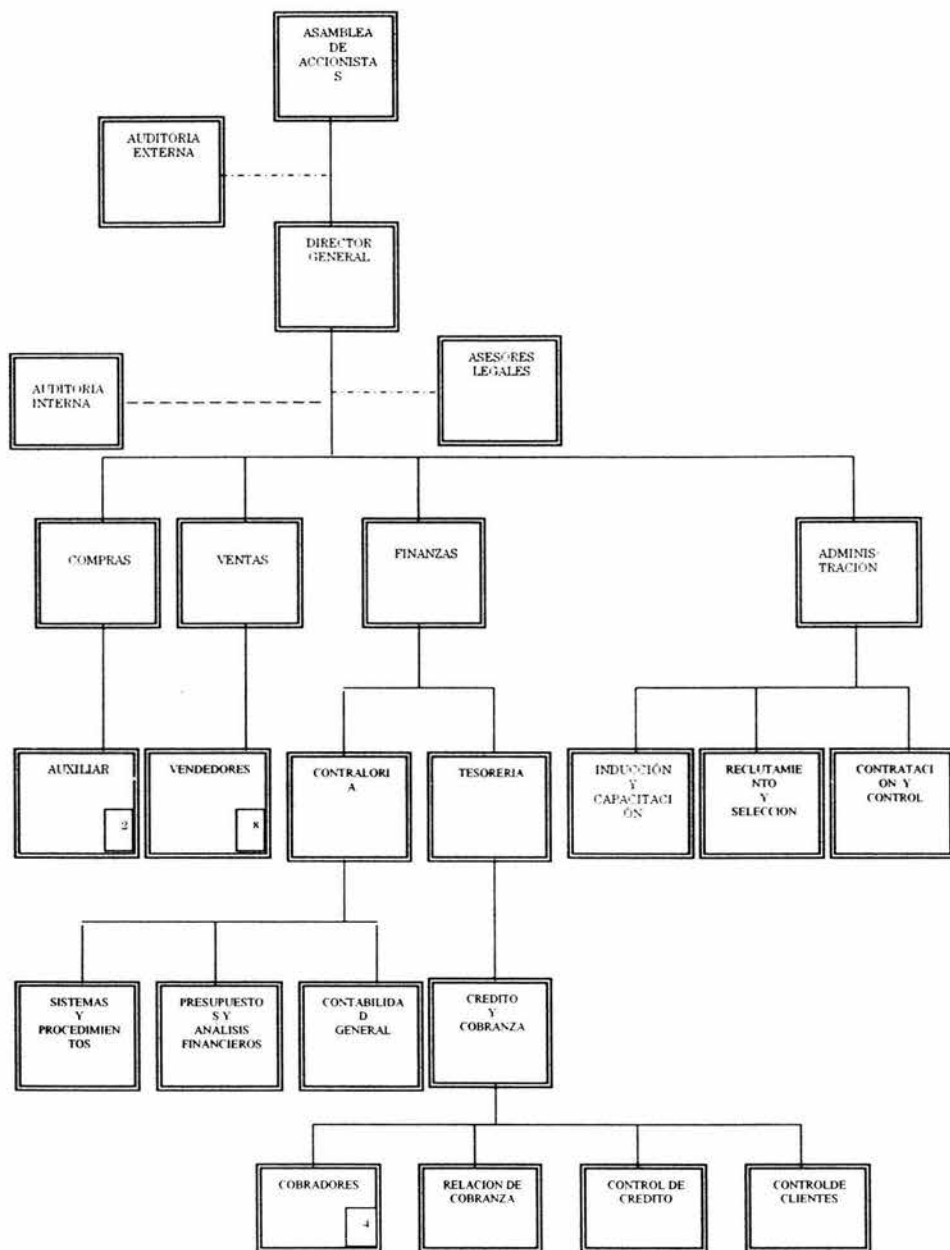 ASAMBLEA
DE
ACCIONISTA
S
AUDITORIA
EXTERNA
DIRECTOR
GENERAL
ASESORES
LEGALES
AUDITORIA
INTERNA
COMPRAS
VENTAS
FINANZAS
ADMINIS-
TRACION
AUXILIAR
2
VENDEDORES
8
CONTRALORI
A
TESORERIA
INDUCCIÓN
Y
CAPACITACI
ÓN
RECLUTAMIE
NTO
Y
SELECCION
CONTRATACI
ON Y
CONTROL
SISTEMAS
Y
PROCEDIMIEN
TOS
PRESUPUESTO
S Y
ANALISIS
FINANCIEROS
CONTABILIDA
D
GENERAL
CREDITO
Y
COBRANZA
COBRADORES
4
RELACION DE
COBRANZA
CONTROL DE
CREDITO
CONTROLDE
CLIENTES